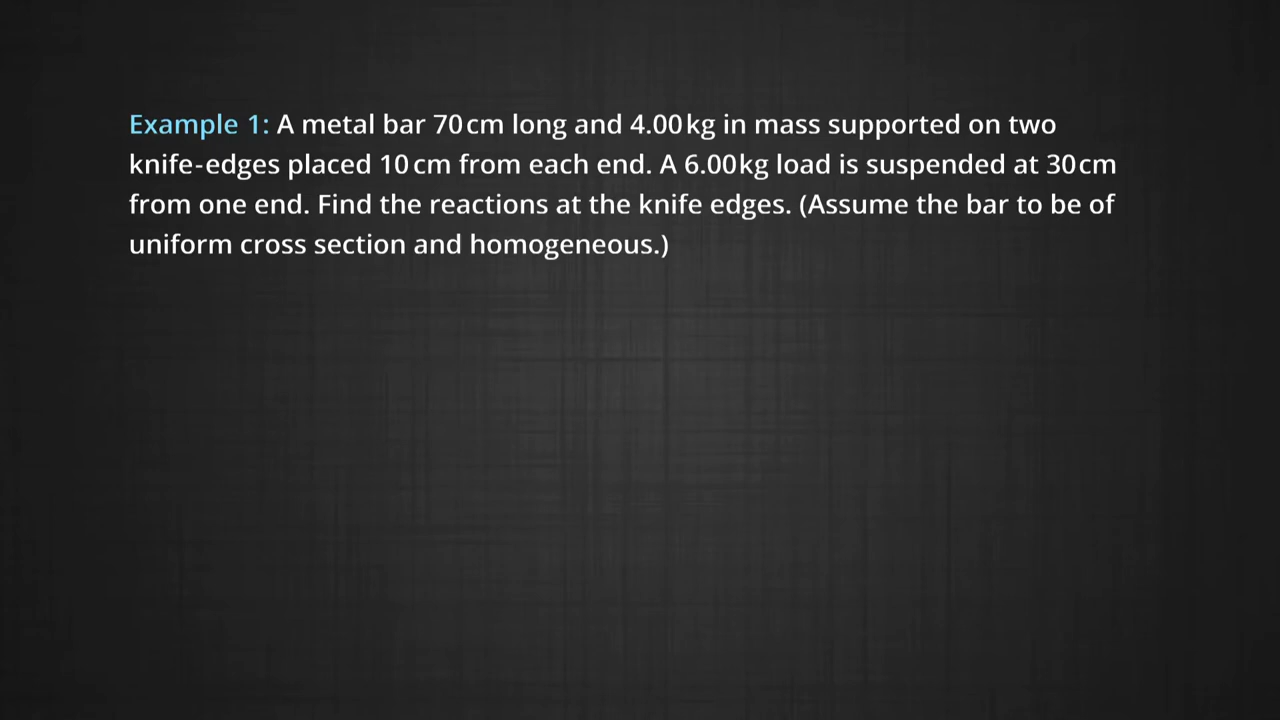 Example 1: A metal bar 70 cm long and 4.00 kg in mass supported on two
knife-edges placed 10 cm from each end. A 6.00 kg load is suspended at 30 cm
from one end. Find the reactions at the knife edges. (Assume the bar to be of
uniform cross section and homogeneous.)